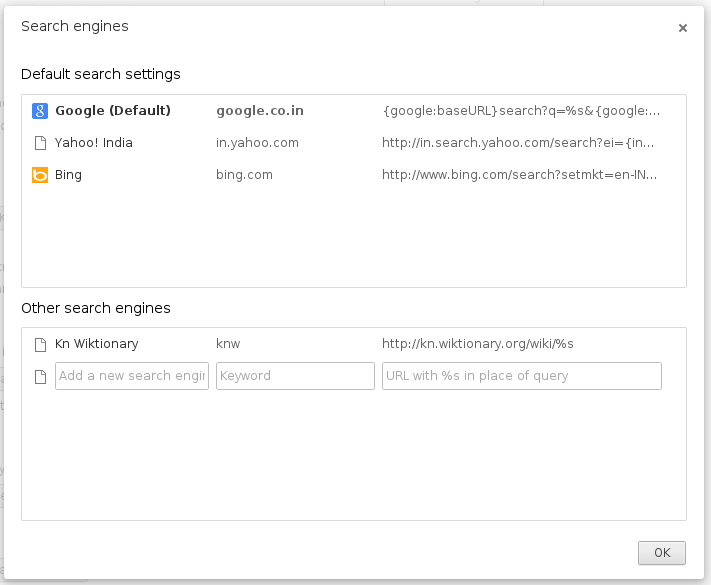 Search engines
Default search settings
Google (Default) google.co.in {google:baseURL}search?q=%s&{google:...
Yahoo! India in.yahoo.com http://in.search.yahoo.com/search?ei={in...
Bing bing.com http://www.bing.com/search?setmkt=en-IN...
Other search engines
Kn Wiktionary knw http://kn.wiktionary.org/wiki/%s
Add a new search engin Keyword URL with %s in place of query
OK